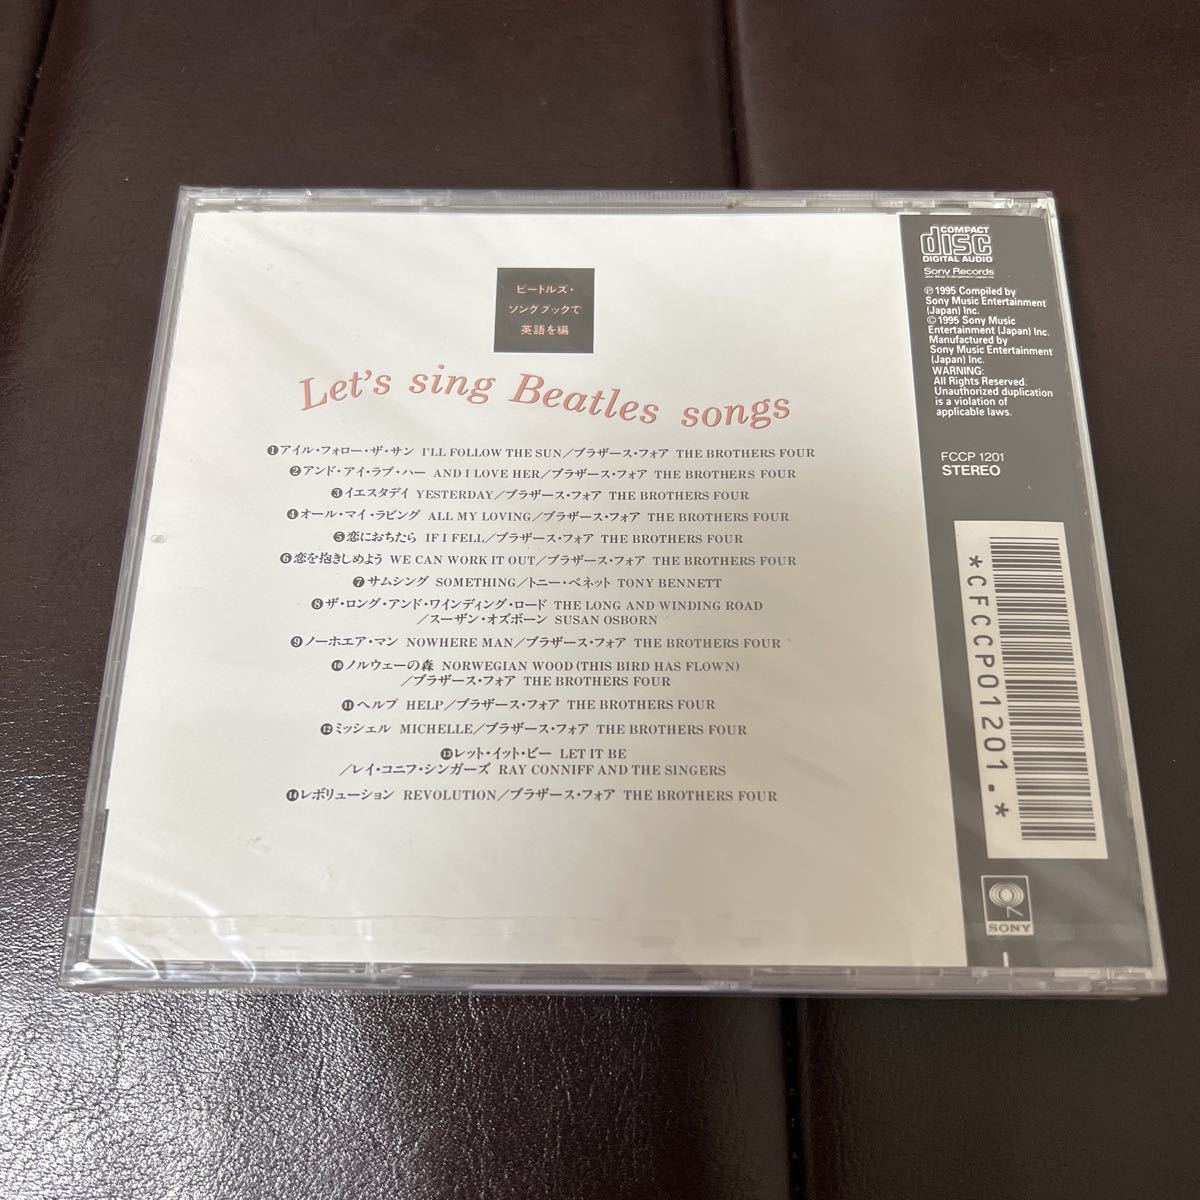 ビートルズ・
ソングブックで
英語を編
Let's sing Beatles songs
❶アイル・フォロー・ザ・サン I'LL FOLLOW THE SUN／ブラザース・フォア THE BROTHERS FOUR
❷アンド・アイ・ラブ・ハー AND I LOVE HER／ブラザース・フォア THE BROTHERS FOUR
❸イエスタデイ YESTERDAY／ブラザース・フォア THE BROTHERS FOUR
❹オール・マイ・ラビング ALL MY LOVING／ブラザース・フォア THE BROTHERS FOUR
❺恋におちたら IF I FELL／ブラザース・フォア THE BROTHERS FOUR
❻恋を抱きしめよう WE CAN WORK IT OUT／ブラザース・フォア THE BROTHERS FOUR
❼サムシング SOMETHING／トニー・ベネット TONY BENNETT
❽ザ・ロング・アンド・ワインディング・ロード THE LONG AND WINDING ROAD
／スーザン・オズボーン SUSAN OSBORN
❾ノーホエア・マン NOWHERE MAN／ブラザース・フォア THE BROTHERS FOUR
❿ノルウェーの森 NORWEGIAN WOOD (THIS BIRD HAS FLOWN)
／ブラザース・フォア THE BROTHERS FOUR
⓫ヘルプ HELP／ブラザース・フォア THE BROTHERS FOUR
⓬ミッシェル MICHELLE／ブラザース・フォア THE BROTHERS FOUR
⓭レット・イット・ビー LET IT BE
／レイ・コニフ・シンガーズ RAY CONNIFF AND THE SINGERS
⓮レボリューション REVOLUTION／ブラザース・フォア THE BROTHERS FOUR
COMPACT
disc
DIGITAL AUDIO
Sony Records
℗ 1995 Compiled by
Sony Music Entertainment
(Japan) Inc.
© 1995 Sony Music
Entertainment (Japan) Inc.
Manufactured by
Sony Music Entertainment
(Japan) Inc.
WARNING:
All Rights Reserved.
Unauthorized duplication
is a violation of
applicable laws.
FCCP 1201
STEREO
*CFCCP01201.*
SONY